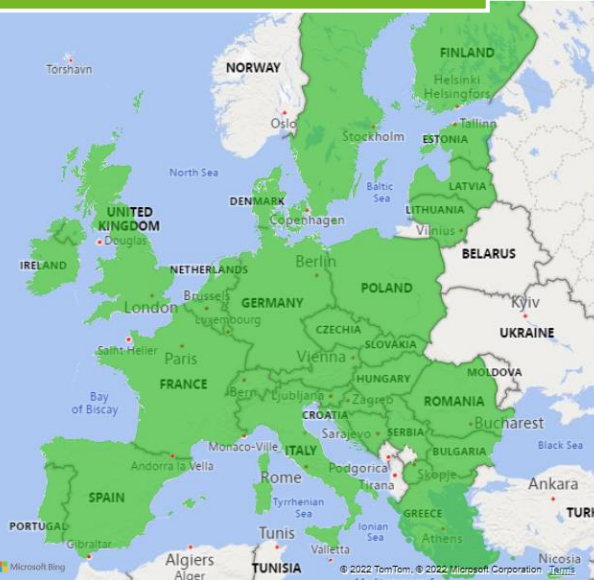 FINLAND
Torshavn
NORWAY
Helsinki
Helsingfors
Oslo
Tallinn
Stockholm
ESTONIA
North Sea
LATVIA
Baltic
Sea
DENMARK
LITHUANIA
UNITED
KINGDOM
Copenhagen
Vilnius
Douglas
BELARUS
IRELAND
NETHERLANDS
Berlin
POLAND
London
Brussels
GERMANY
Kyiv
Luxembourg
CZECHIA
UKRAINE
Saint Helier
Paris
Vienna
SLOVAKIA
MOLDOVA
FRANCE
Bern
HUNGARY
Bay
of Biscay
Ljubljana
Zagreb
ROMANIA
CROATIA
Bucharest
Monaco-Ville
ITALY
Sarajevo
SERBIA
Black Sea
Andorra la Vella
BULGARIA
Rome
Podgorica
Skopje
Ankara
SPAIN
Tirana
Tyrrhenian
Sea
GREECE
TUR
PORTUGAL
Ionian
Sea
Athens
Gibraltar
Tunis
Valletta
Nicosia
Algiers
Alger
TUNISIA
Microsoft Bing
© 2022 TomTom, © 2022 Microsoft Corporation Terms